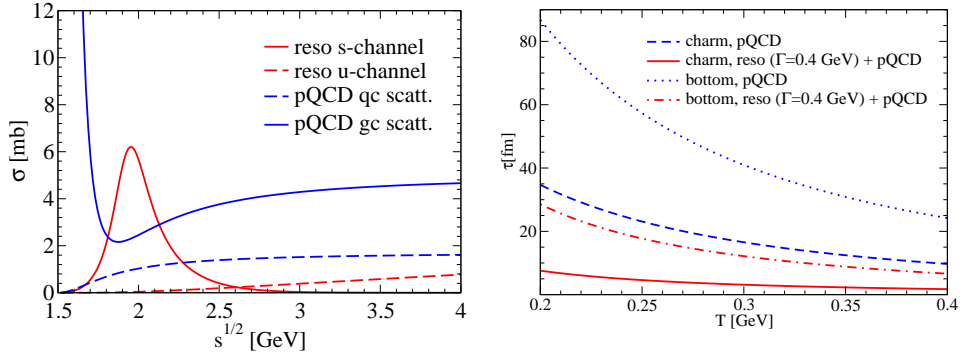 12
10
8
6
4
2
0
σ [mb]
reso s-channel
reso u-channel
pQCD qc scatt.
pQCD gc scatt.
1.5 2 2.5 3 3.5 4
s^{1/2} [GeV]
80
60
40
20
τ[fm]
charm, pQCD
charm, reso (Γ=0.4 GeV) + pQCD
bottom, pQCD
bottom, reso (Γ=0.4 GeV) + pQCD
0.2 0.25 0.3 0.35 0.4
T [GeV]